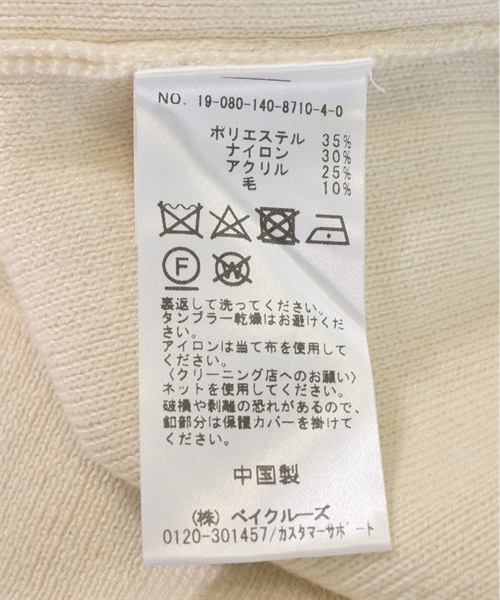 NO. 19-080-140-8710-4-0
ポリエステル 35%
ナイロン 30%
アクリル 25%
毛 10%
F W
裏返して洗ってください。
タンブラー乾燥はお避けくだ
さい。
アイロンは当て布を使用して
ください。
〈クリーニング店へのお願い〉
ネットを使用してください。
破損や剥離の恐れがあるので、
釦部分は保護カバーを掛けて
ください。
中国製
(株) ベイクルーズ
0120-301457/カスタマーサポート